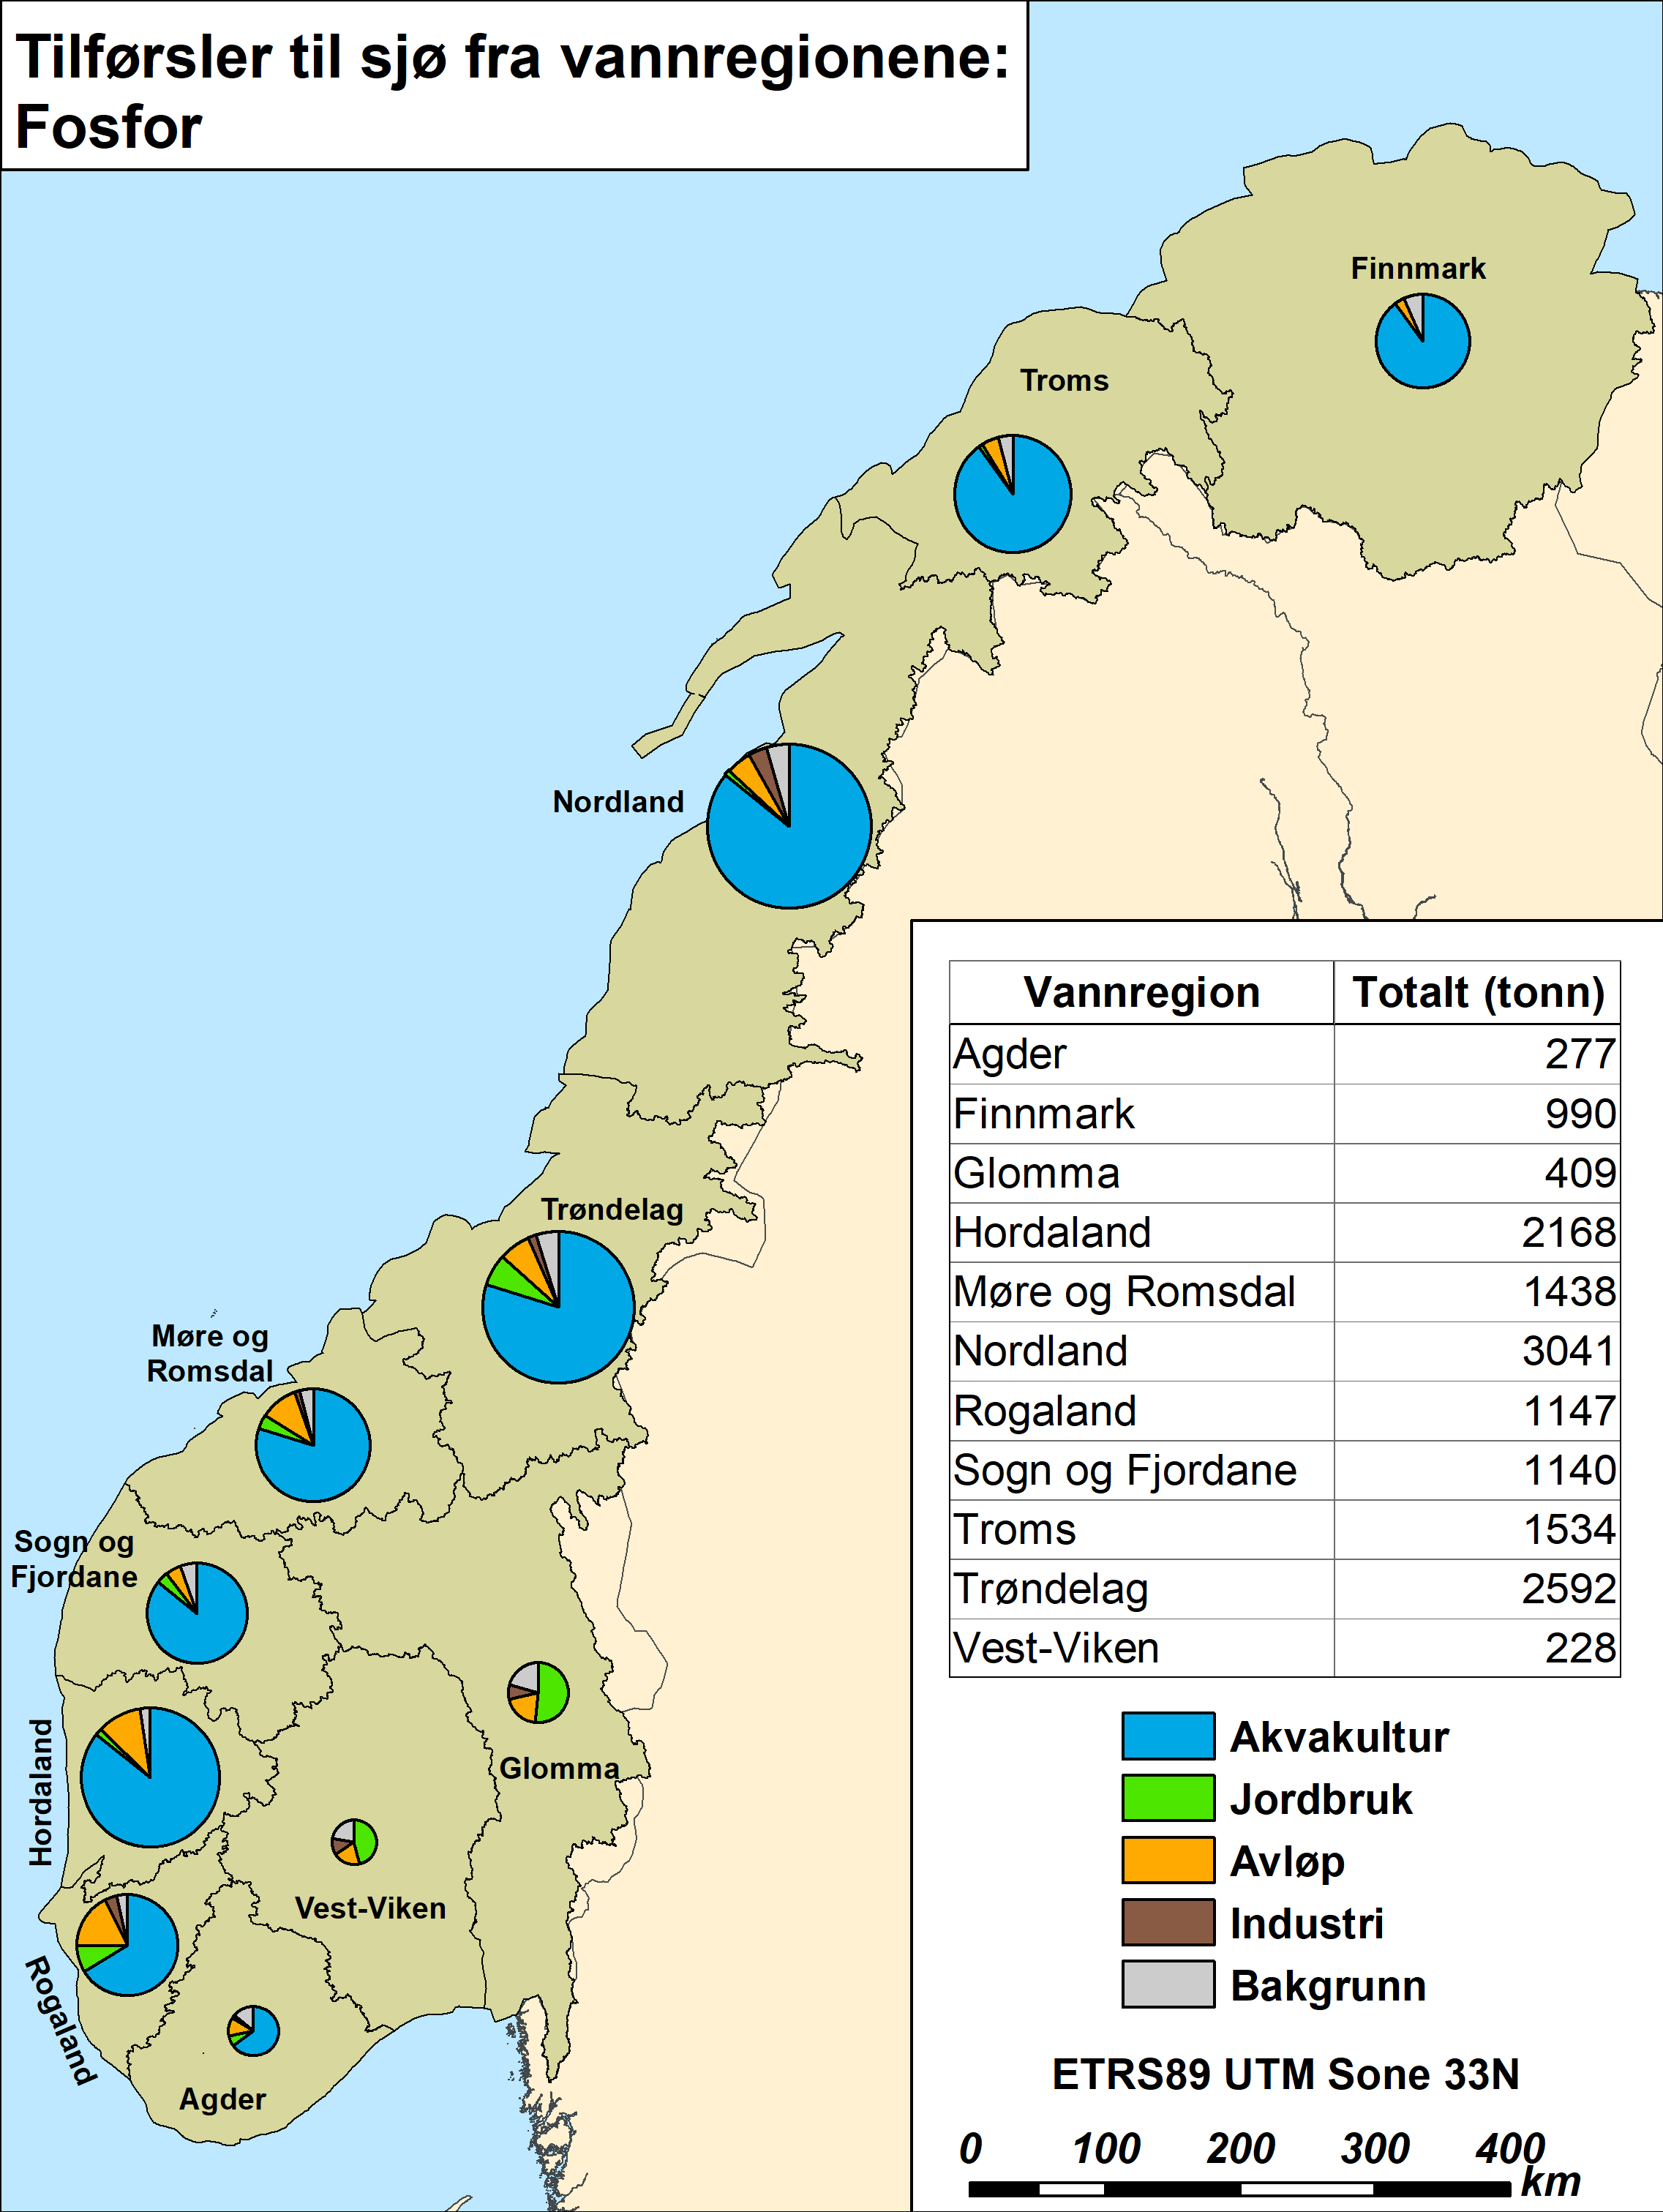 Tilførsler til sjø fra vannregionene:
Fosfor
Finnmark
Troms
Nordland
Trøndelag
Møre og
Romsdal
Sogn og
Fjordane
Hordaland
Glomma
Vest-Viken
Rogaland
Agder
Vannregion Totalt (tonn)
Agder 277
Finnmark 990
Glomma 409
Hordaland 2168
Møre og Romsdal 1438
Nordland 3041
Rogaland 1147
Sogn og Fjordane 1140
Troms 1534
Trøndelag 2592
Vest-Viken 228
Akvakultur
Jordbruk
Avløp
Industri
Bakgrunn
ETRS89 UTM Sone 33N
0 100 200 300 400
km